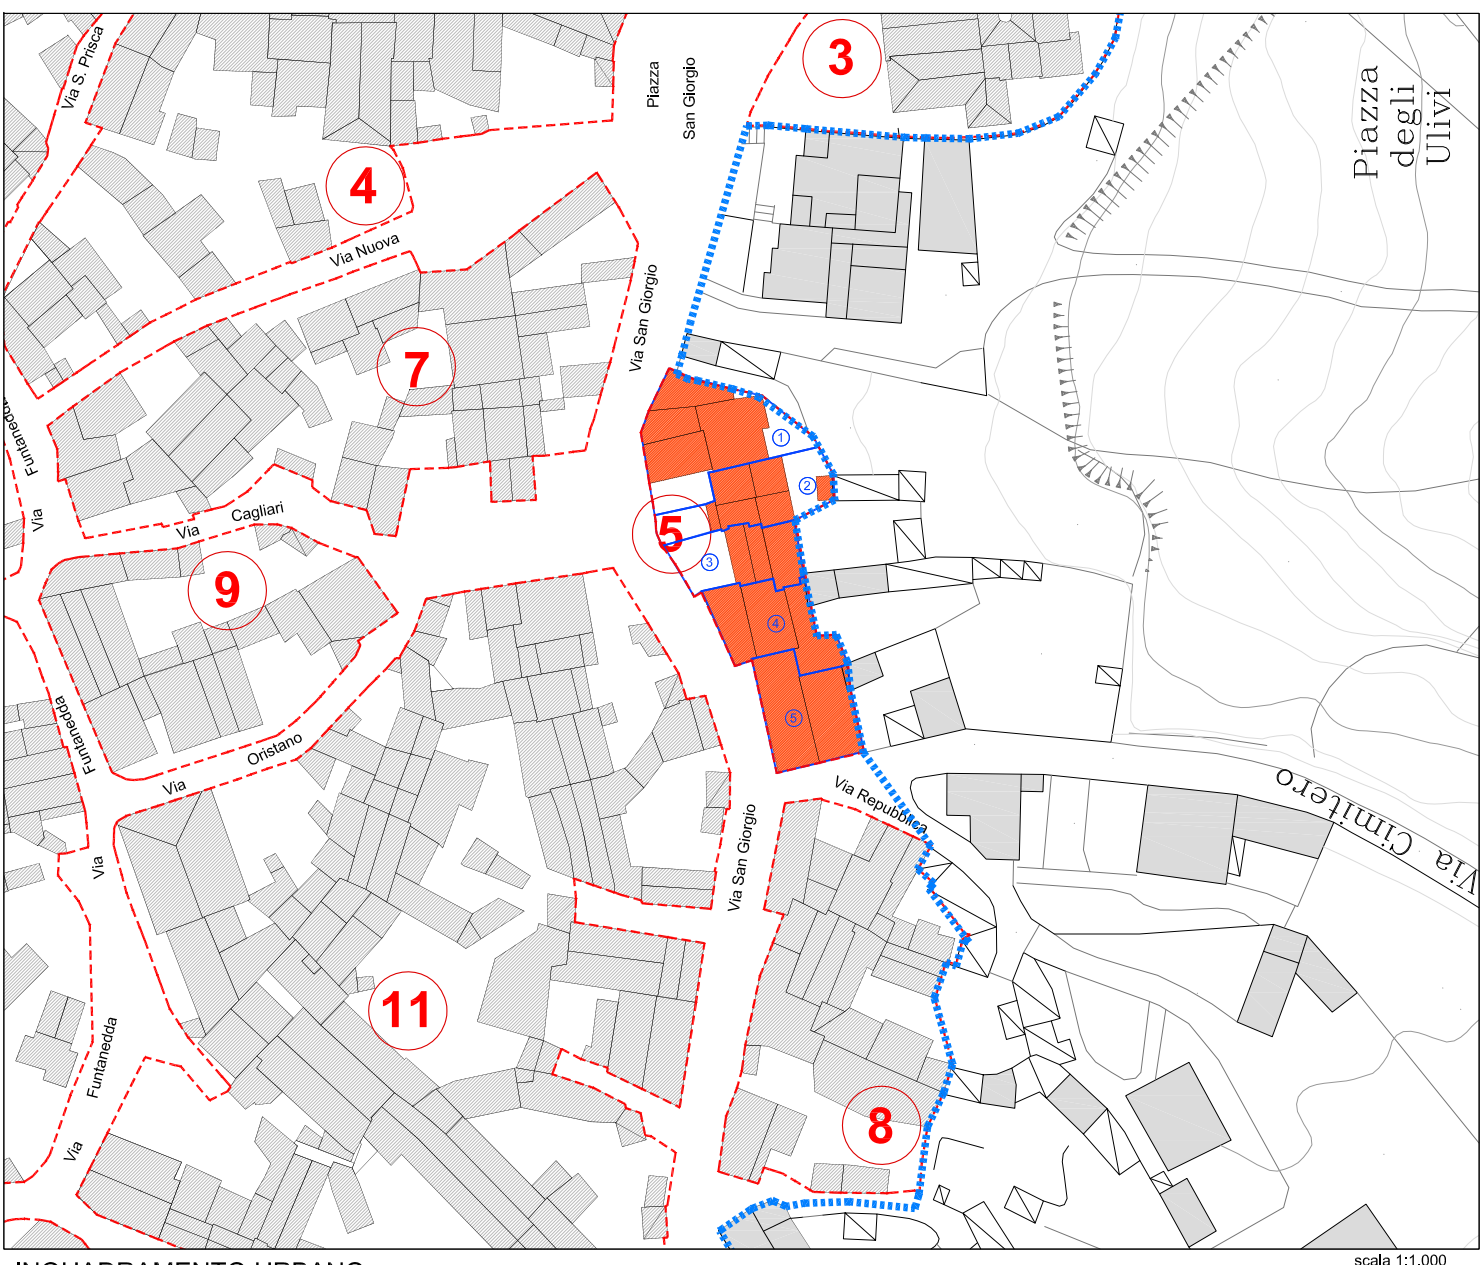 Via S. Prisca
Piazza
San Giorgio
3
Piazza
degli
Ulivi
4
Via Nuova
Via San Giorgio
7
Funtanedda
Via
1
2
Via
Cagliari
5
3
9
4
Funtanedda
Oristano
Via
5
Via Repubblica
Via Cimitero
Via
Via San Giorgio
11
Funtanedda
Via
8
INQUADRAMENTO URBANO
scala 1:1.000